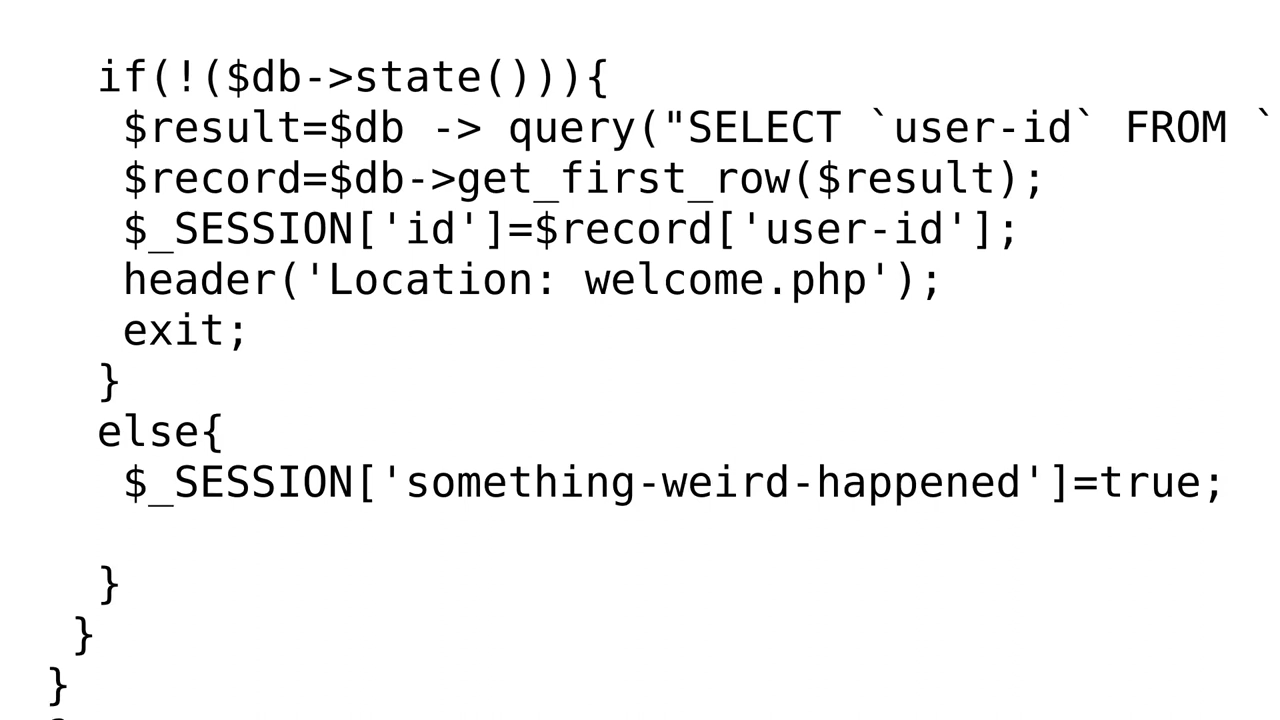 if(!($db->state())){
$result=$db -> query("SELECT `user-id` FROM `
$record=$db->get_first_row($result);
$_SESSION['id']=$record['user-id'];
header('Location: welcome.php');
exit;
}
else{
$_SESSION['something-weird-happened']=true;
}
}
}